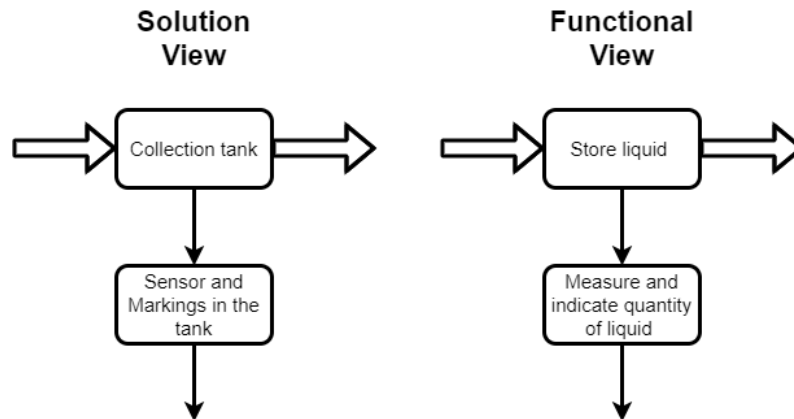 Solution
View
Functional
View
Collection tank
Store liquid
Sensor and
Markings in the
tank
Measure and
indicate quantity
of liquid